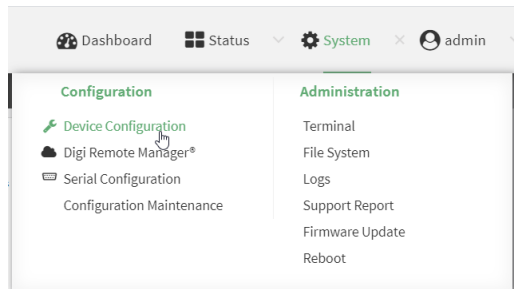 Dashboard Status System admin
Configuration
Device Configuration
Digi Remote Manager®
Serial Configuration
Configuration Maintenance
Administration
Terminal
File System
Logs
Support Report
Firmware Update
Reboot